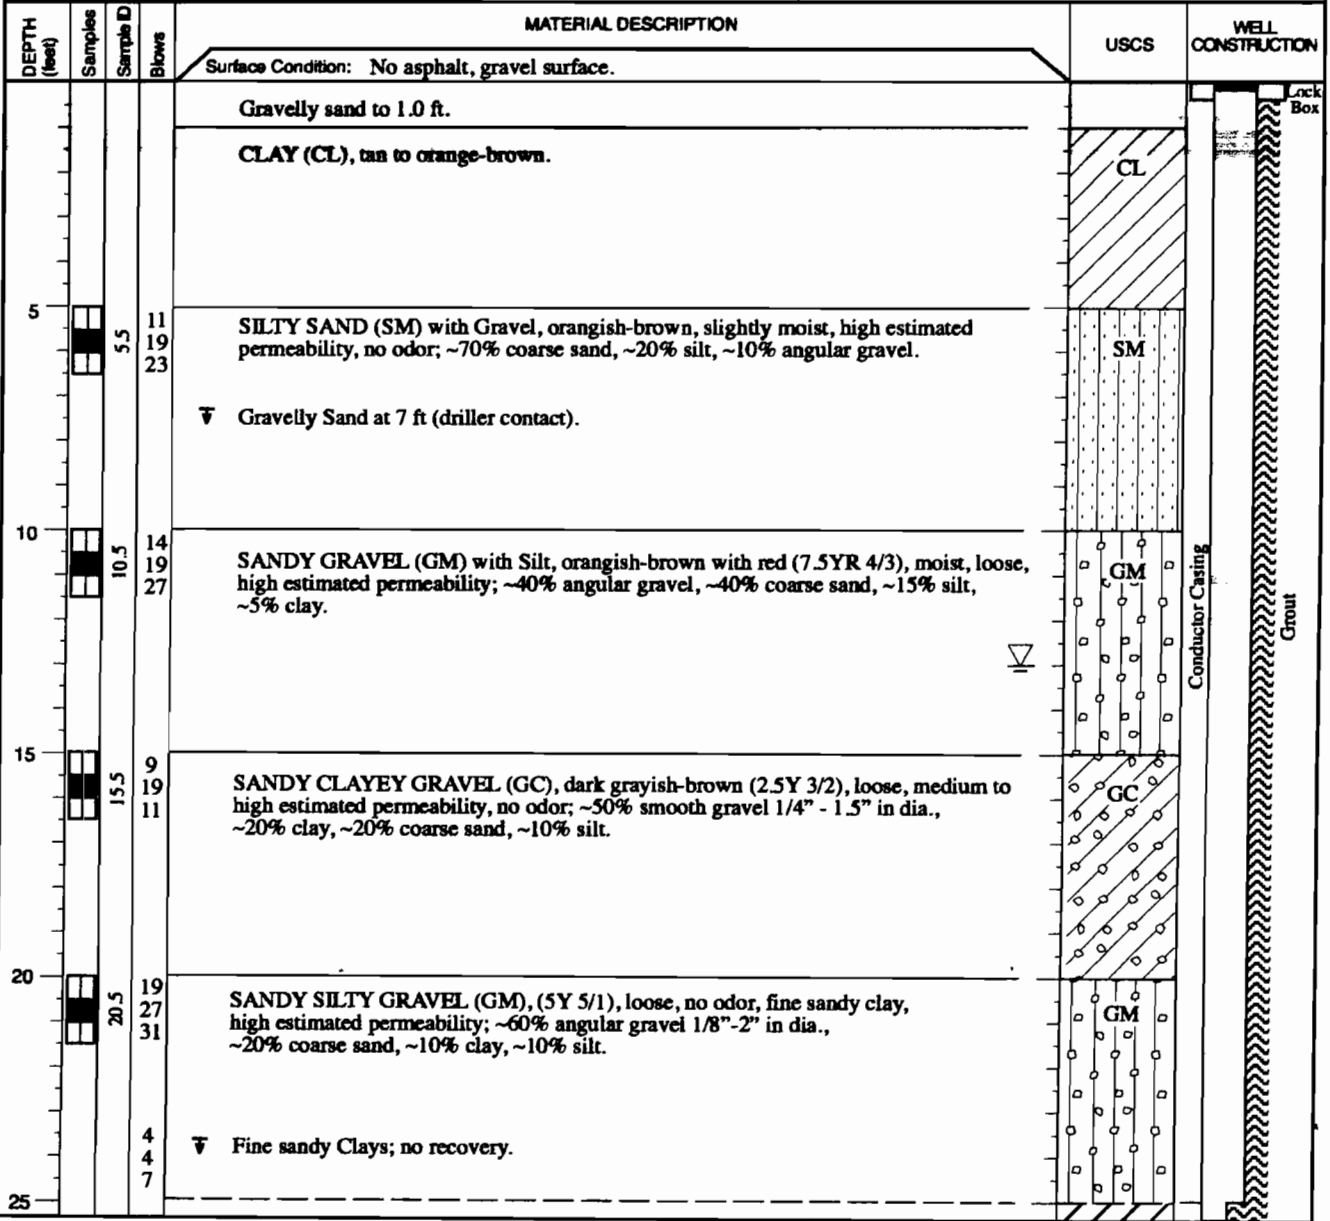 DEPTH (feet)
Samples
Sample ID
Blows
MATERIAL DESCRIPTION
USCS
WELL
CONSTRUCTION
Surface Condition: No asphalt, gravel surface.
Lock
Box
Gravelly sand to 1.0 ft.
CLAY (CL), tan to orange-brown.
CL
5
5.5
11
19
23
SILTY SAND (SM) with Gravel, orangish-brown, slightly moist, high estimated
permeability, no odor; ~70% coarse sand, ~20% silt, ~10% angular gravel.
SM
Gravelly Sand at 7 ft (driller contact).
10
10.5
14
19
27
SANDY GRAVEL (GM) with Silt, orangish-brown with red (7.5YR 4/3), moist, loose,
high estimated permeability; ~40% angular gravel, ~40% coarse sand, ~15% silt,
~5% clay.
GM
Conductor Casing
Grout
15
15.5
9
19
11
SANDY CLAYEY GRAVEL (GC), dark grayish-brown (2.5Y 3/2), loose, medium to
high estimated permeability, no odor; ~50% smooth gravel 1/4" - 1.5" in dia.,
~20% clay, ~20% coarse sand, ~10% silt.
GC
20
20.5
19
27
31
SANDY SILTY GRAVEL (GM), (5Y 5/1), loose, no odor, fine sandy clay,
high estimated permeability; ~60% angular gravel 1/8"-2" in dia.,
~20% coarse sand, ~10% clay, ~10% silt.
GM
4
4
7
Fine sandy Clays; no recovery.
25